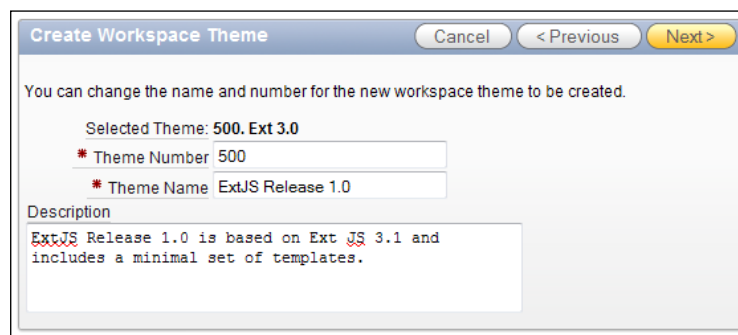 Create Workspace Theme
Cancel
< Previous
Next >
You can change the name and number for the new workspace theme to be created.
Selected Theme: 500. Ext 3.0
* Theme Number 500
* Theme Name ExtJS Release 1.0
Description
ExtJS Release 1.0 is based on Ext JS 3.1 and
includes a minimal set of templates.